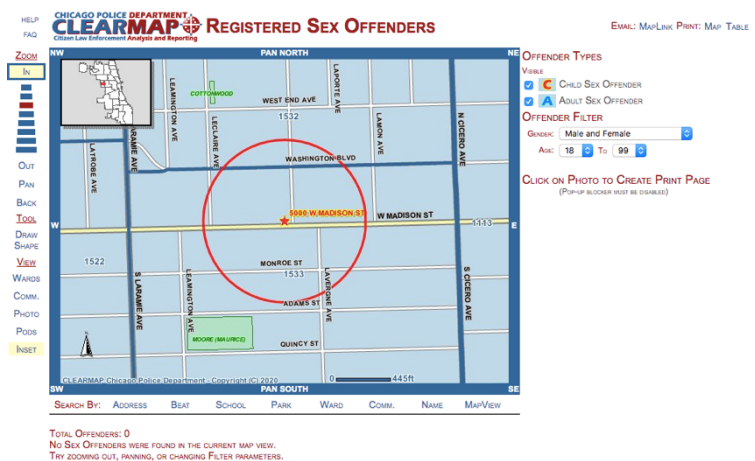 HELP
FAQ
CHICAGO POLICE DEPARTMENT
CLEARMAP
Citizen Law Enforcement Analysis and Reporting
REGISTERED SEX OFFENDERS
EMAIL: MAPLINK PRINT: MAP TABLE
ZOOM
IN
OUT
PAN
BACK
TOOL
DRAW
SHAPE
VIEW
WARDS
COMM.
PHOTO
PODS
INSET
NW
PAN NORTH
NE
COTTONWOOD
LEAMINGTON AVE
LAPORTE AVE
WEST END AVE
1532
LECLAIRE AVE
LAMON AVE
N CICERO AVE
LATROBE AVE
N LARAMIE AVE
WASHINGTON BLVD
5000 W MADISON ST
W MADISON ST
W
1113
E
MONROE ST
1522
1533
LEAMINGTON AVE
LAVERGNE AVE
S LARAMIE AVE
S CICERO AVE
ADAMS ST
MOORE (MAURICE)
QUINCY ST
CLEARMAP Chicago Police Department - Copyright (C) 2020
0
445ft
SW
PAN SOUTH
SE
SEARCH BY: ADDRESS BEAT SCHOOL PARK WARD COMM. NAME MAPVIEW
TOTAL OFFENDERS: 0
NO SEX OFFENDERS WERE FOUND IN THE CURRENT MAP VIEW.
TRY ZOOMING OUT, PANNING, OR CHANGING FILTER PARAMETERS.
OFFENDER TYPES
VISIBLE
C CHILD SEX OFFENDER
A ADULT SEX OFFENDER
OFFENDER FILTER
GENDER: Male and Female
AGE: 18 TO 99
CLICK ON PHOTO TO CREATE PRINT PAGE
(POP-UP BLOCKER MUST BE DISABLED)